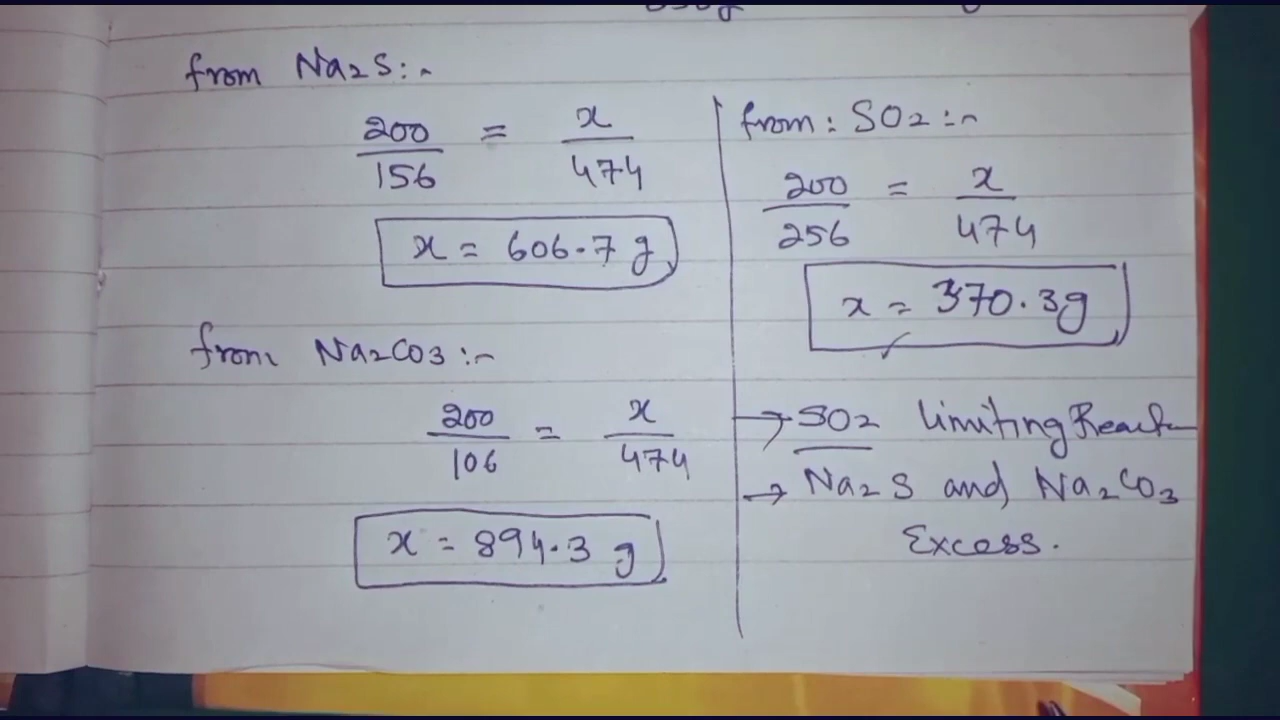 from Na2S:-
200/156 = x/474
x = 606.7 g
from Na2CO3 :-
200/106 = x/474
x = 894.3 g
from: SO2 :-
200/256 = x/474
x = 370.3g
→ SO2 Limiting
→ Na2S and Na2CO3
Excess.